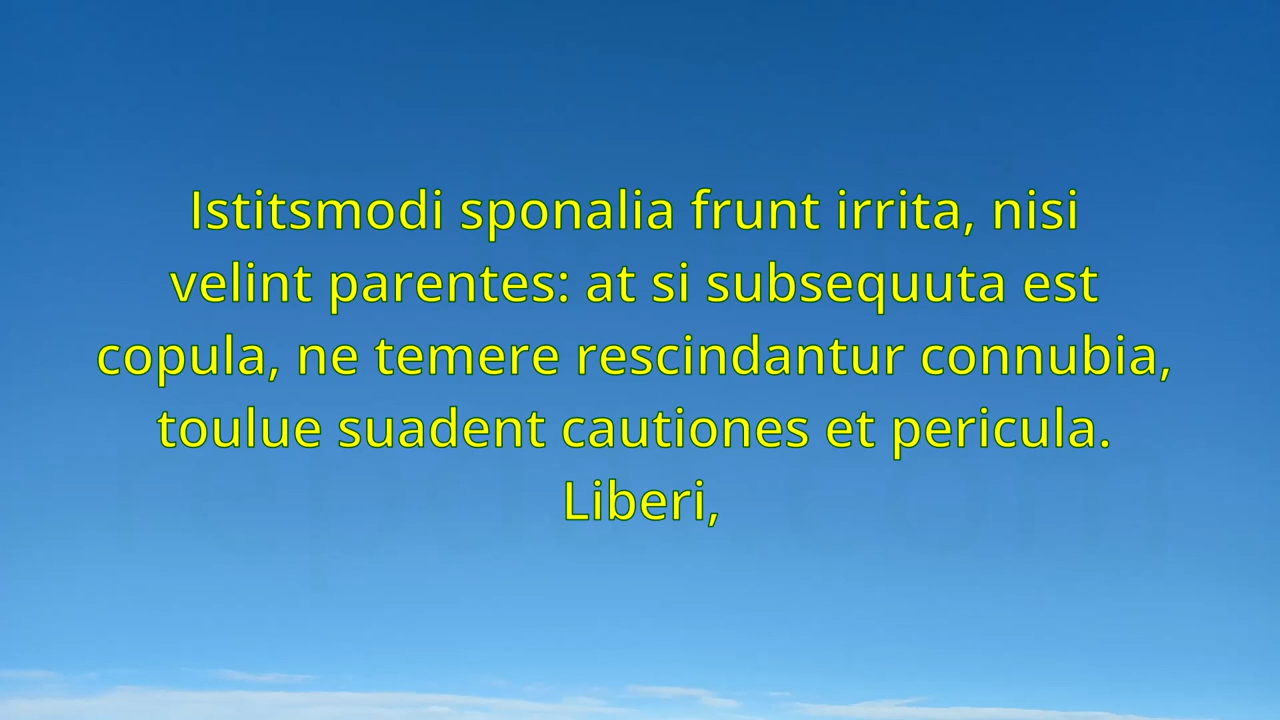 Istitsmodi sponalia frunt irrita, nisi
velint parentes: at si subsequuta est
copula, ne temere rescindantur connubia,
toulue suadent cautiones et pericula.
Liberi,